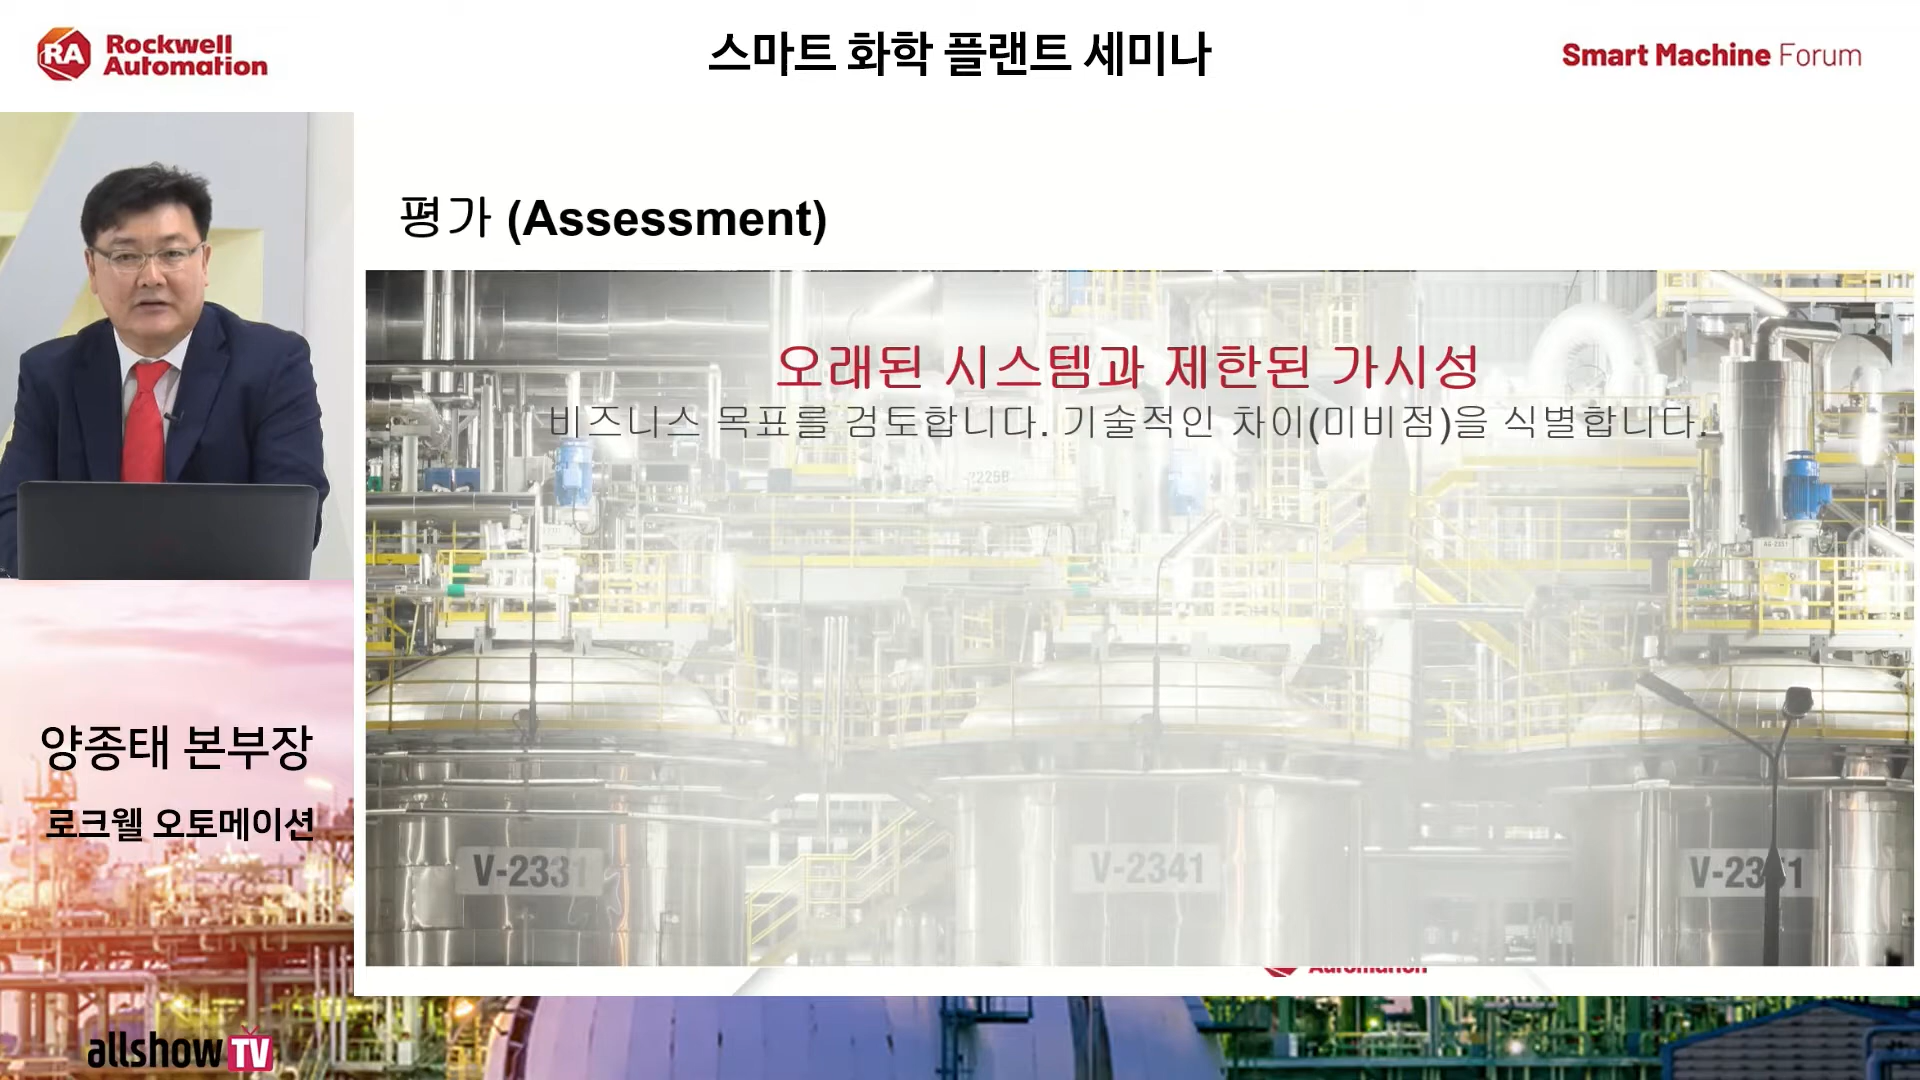 Rockwell
Automation
스마트 화학 플랜트 세미나
Smart Machine Forum
평가 (Assessment)
오래된 시스템과 제한된 가시성
비즈니스 목표를 검토합니다. 기술적인 차이(미비점)을 식별합니다.
V-2331
V-2341
양종태 본부장
로크웰 오토메이션
Automation
allshow TV